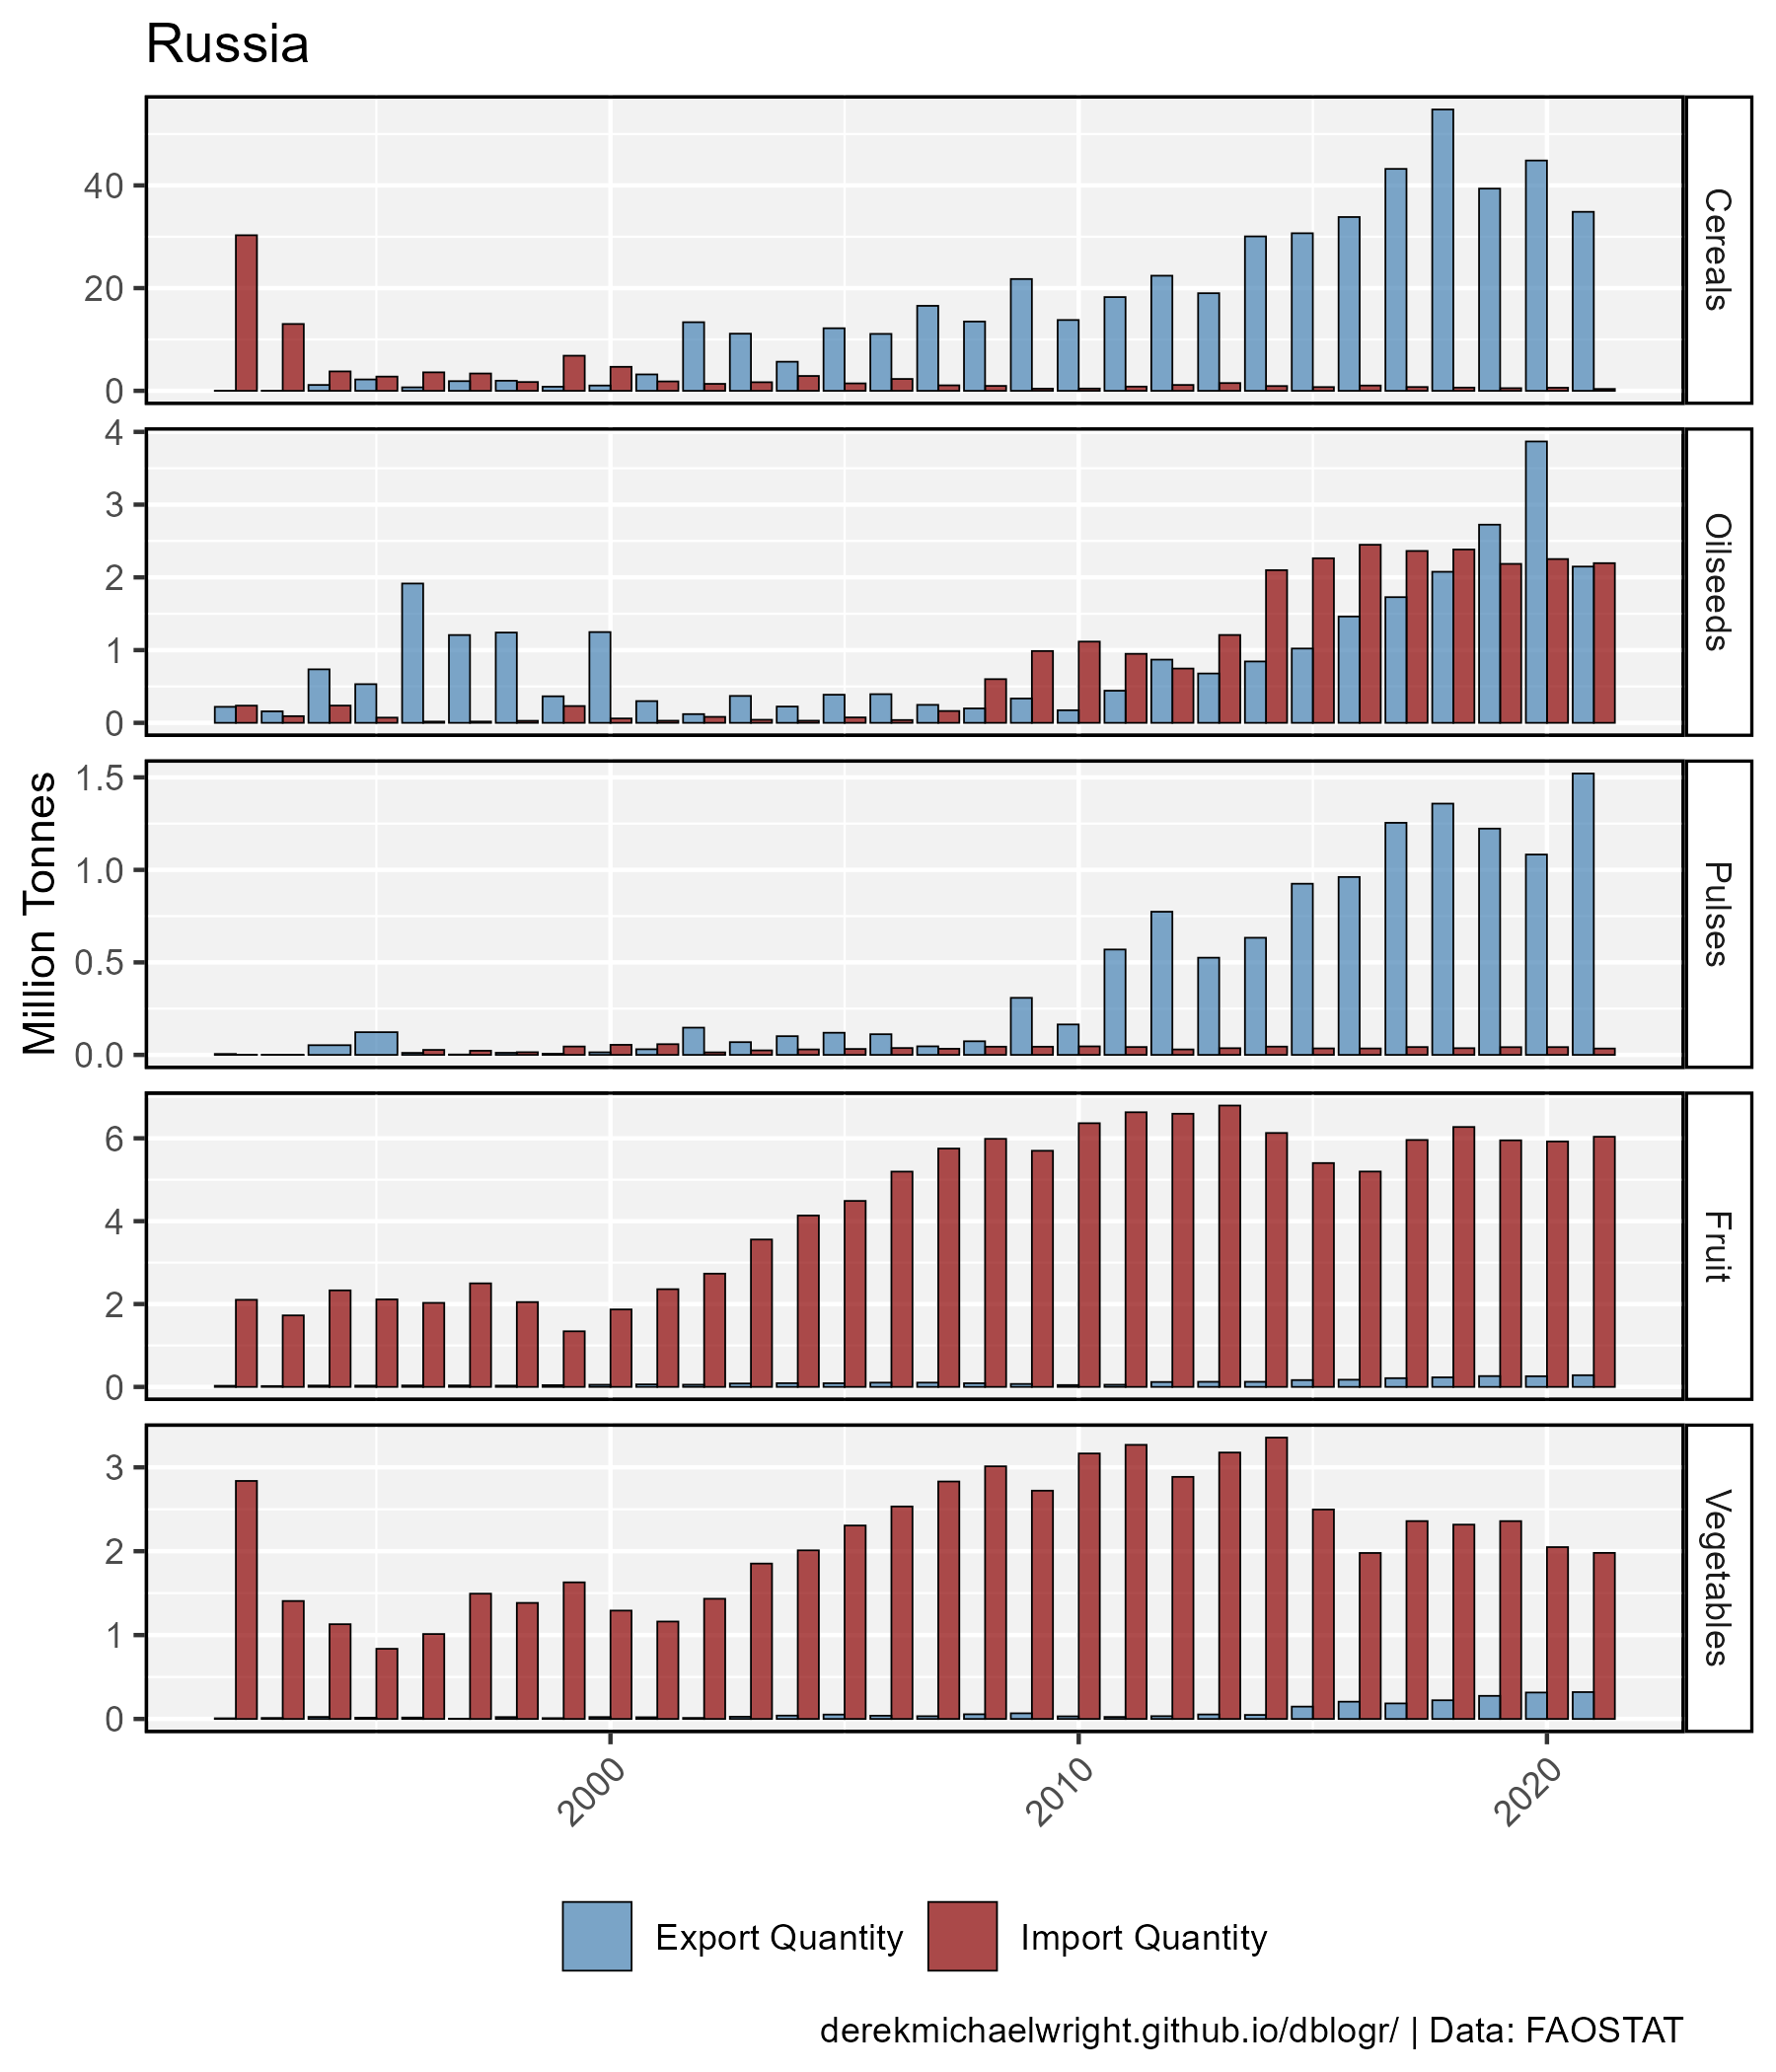 Russia
Million Tonnes
40
20
0
Cereals
4
3
2
1
0
Oilseeds
1.5
1.0
0.5
0.0
Pulses
6
4
2
0
Fruit
3
2
1
0
Vegetables
2000
2010
2020
Export Quantity
Import Quantity
derekmichaelwright.github.io/dblogr/ | Data: FAOSTAT